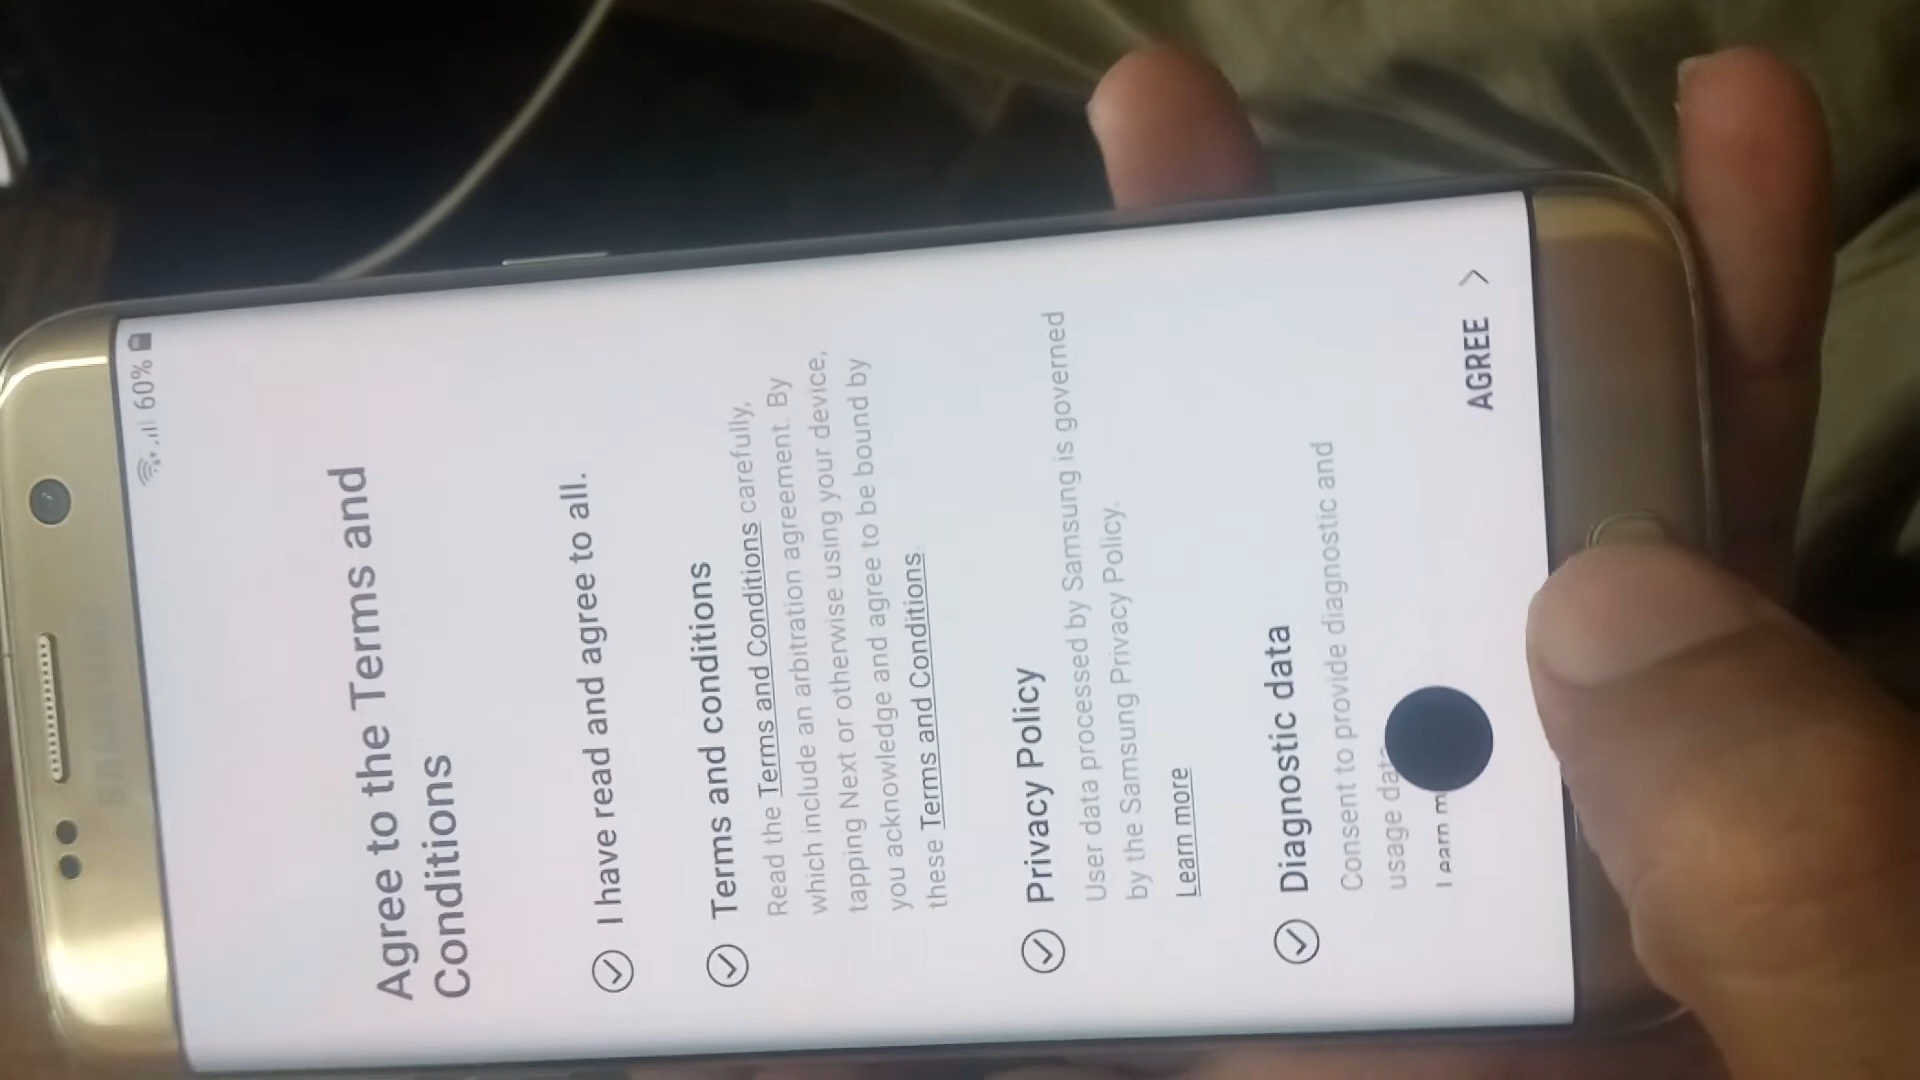 60%
Agree to the Terms and
Conditions
I have read and agree to all.
Terms and conditions
Read the Terms and Conditions carefully,
which include an arbitration agreement. By
tapping Next or otherwise using your device,
you acknowledge and agree to be bound by
these Terms and Conditions.
Privacy Policy
User data processed by Samsung is governed
by the Samsung Privacy Policy.
Learn more
Diagnostic data
Consent to provide diagnostic and
usage
AGREE
SAMSUNG